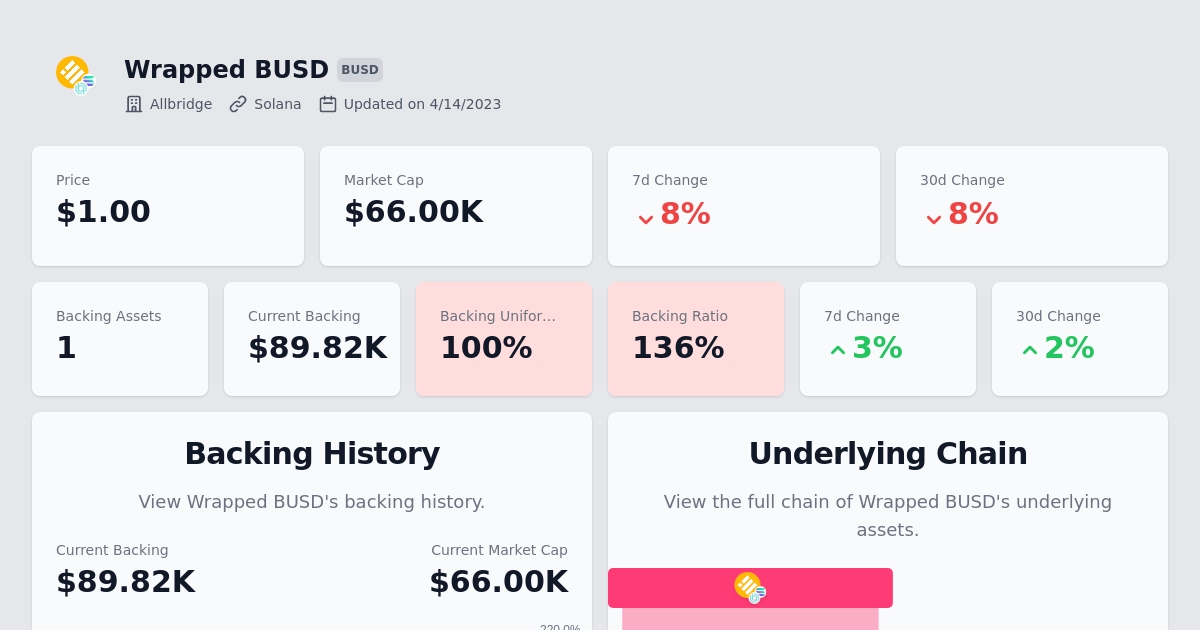 Wrapped BUSD BUSD
Allbridge Solana Updated on 4/14/2023
Price
$1.00
Market Cap
$66.00K
7d Change
8%
30d Change
8%
Backing Assets
1
Current Backing
$89.82K
Backing Unifor...
100%
Backing Ratio
136%
7d Change
3%
30d Change
2%
Backing History
View Wrapped BUSD's backing history.
Current Backing
$89.82K
Current Market Cap
$66.00K
220.0%
Underlying Chain
View the full chain of Wrapped BUSD's underlying
assets.